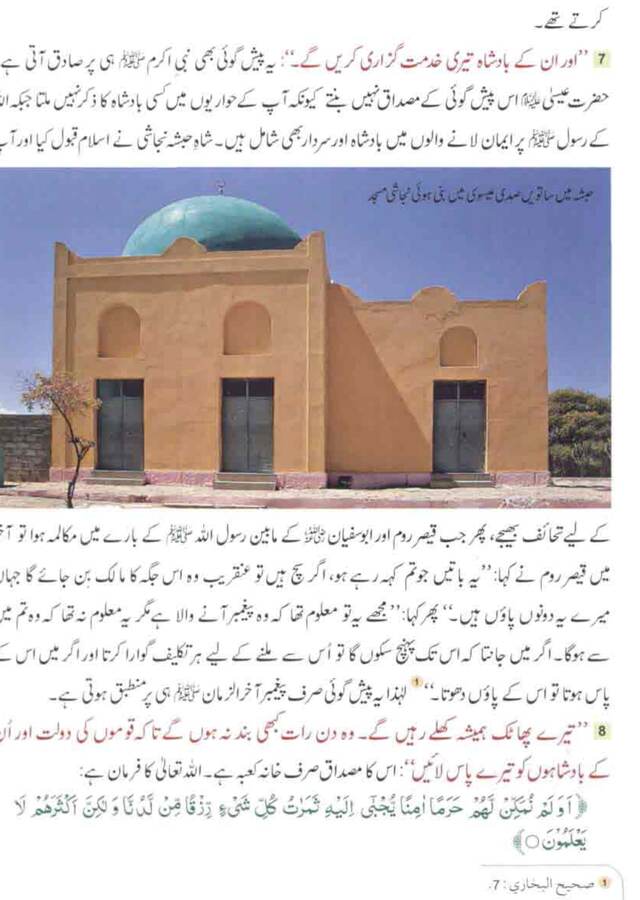 کرتے تھے۔
7 ’’اور ان کے بادشاہ تیری خدمت گزاری کریں گے۔‘‘: یہ پیش گوئی بھی نبیِ اکرم ﷺ ہی پر صادق آتی ہے
حضرت عیسیٰ علیہ السلام اس پیش گوئی کے مصداق نہیں بنتے کیونکہ آپ کے حواریوں میں کسی بادشاہ کا ذکر نہیں ملتا جبکہ
کے رسول ﷺ پر ایمان لانے والوں میں بادشاہ اور سردار بھی شامل ہیں۔ شاہِ حبشہ نجاشی نے اسلام قبول کیا اور آپ
حبشہ میں ساتویں صدی عیسوی میں بنی ہوئی نجاشی مسجد
کے لیے تحائف بھیجے، پھر جب قیصر روم اور ابوسفیان رضی اللہ عنہ کے مابین رسول اللہ ﷺ کے بارے میں مکالمہ ہوا تو
میں قیصر روم نے کہا: ’’یہ باتیں جو تم کہہ رہے ہو، اگر سچ ہیں تو عنقریب وہ اس جگہ کا مالک بن جائے گا جہاں
میرے یہ دونوں پاؤں ہیں۔‘‘ پھر کہا: ’’مجھے یہ تو معلوم تھا کہ وہ پیغمبر آنے والا ہے مگر یہ معلوم نہ تھا کہ وہ تم میں
سے ہوگا۔ اگر میں جانتا کہ اس تک پہنچ سکوں گا تو اُس سے ملنے کے لیے ہر تکلیف گوارا کرتا اور اگر میں اس کے
پاس ہوتا تو اس کے پاؤں دھوتا۔‘‘ 1 لہٰذا یہ پیش گوئی صرف پیغمبر آخر الزمان ﷺ ہی پر منطبق ہوتی ہے۔
8 ’’تیرے پھاٹک ہمیشہ کھلے رہیں گے۔ وہ دن رات کبھی بند نہ ہوں گے تاکہ قوموں کی دولت اور اُن
کے بادشاہوں کو تیرے پاس لائیں‘‘: اس کا مصداق صرف خانہ کعبہ ہے۔ اللہ تعالیٰ کا فرمان ہے:
﴿ اَوَلَمْ نُمَكِّنْ لَّهُمْ حَرَمًا اٰمِنًا يُّجْبٰۤى اِلَيْهِ ثَمَرٰتُ كُلِّ شَيْءٍ رِّزْقًا مِّنْ لَّدُنَّا وَلٰكِنَّ اَكْثَرَهُمْ لَا
يَعْلَمُوْنَ ○ ﴾
1 صحيح البخاري: 7.